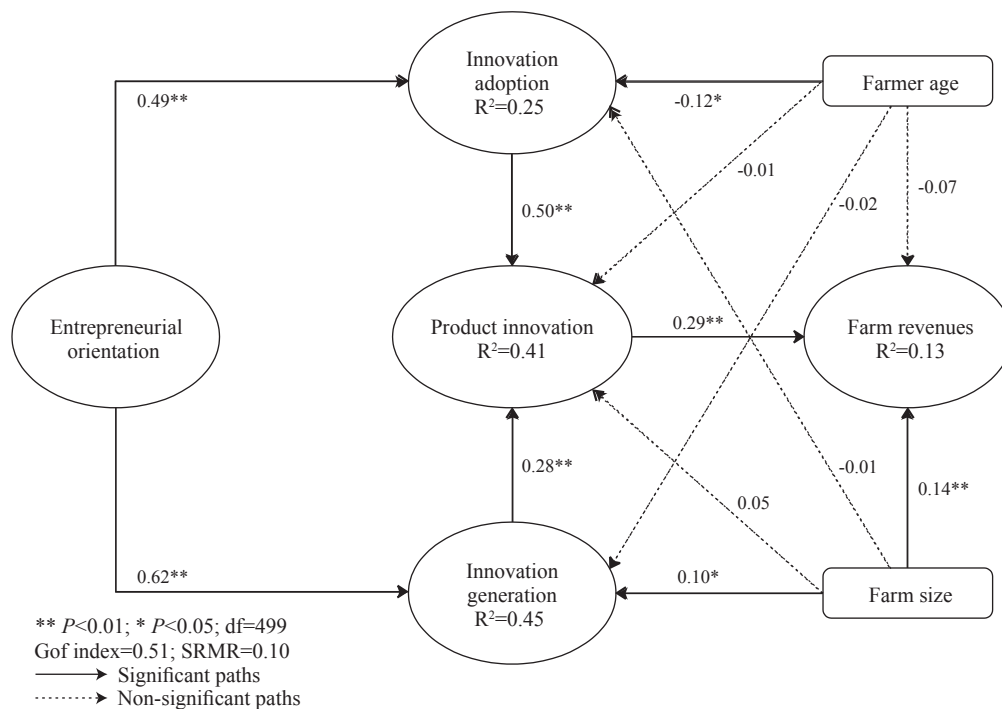 Innovation
adoption
R²=0.25
Farmer age
0.49**
-0.12*
-0.01
-0.02
-0.07
0.50**
Entrepreneurial
orientation
Product innovation
R²=0.41
0.29**
Farm revenues
R²=0.13
0.28**
-0.01
0.05
0.14**
0.62**
Innovation
generation
R²=0.45
0.10*
Farm size
** P<0.01; * P<0.05; df=499
Gof index=0.51; SRMR=0.10
Significant paths
Non-significant paths